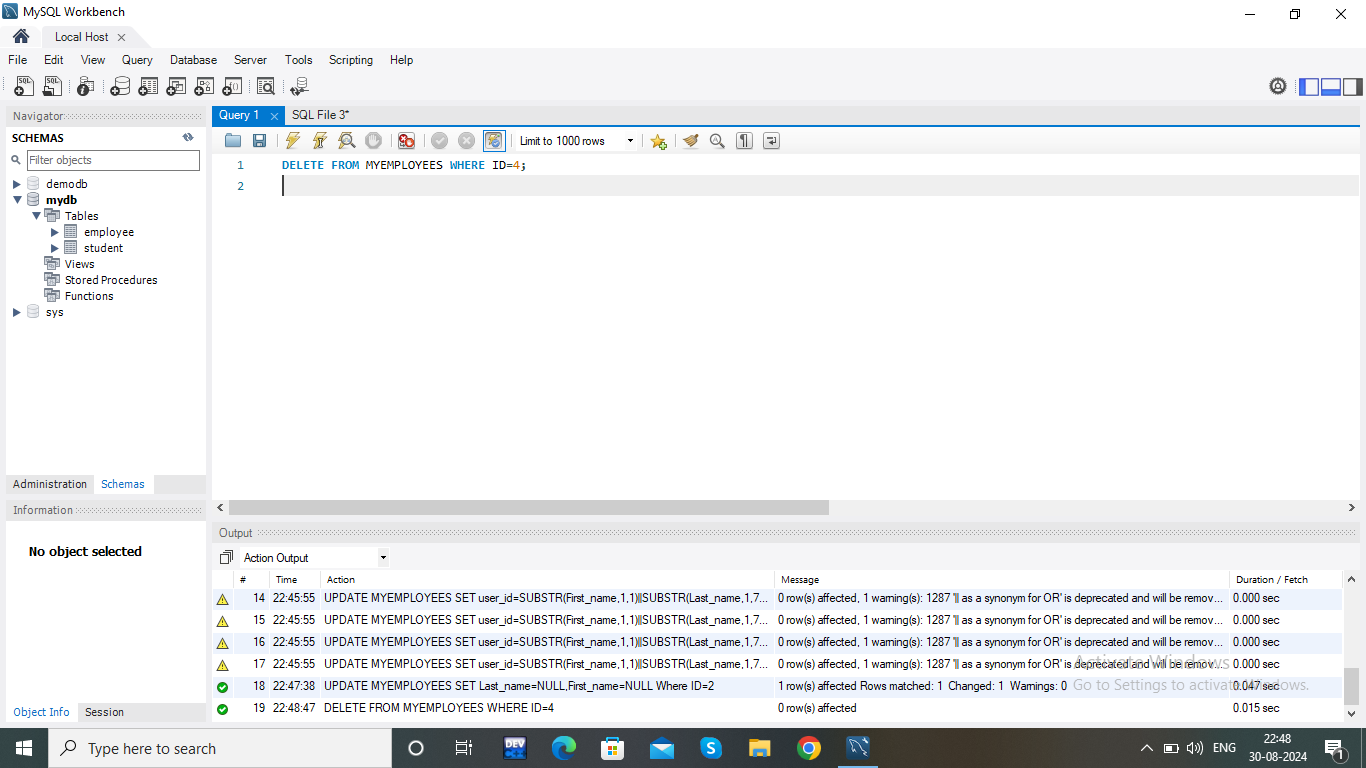 MySQL Workbench
Local Host
File Edit View Query Database Server Tools Scripting Help
Navigator
SCHEMAS
Filter objects
demodb
mydb
Tables
employee
student
Views
Stored Procedures
Functions
sys
Administration Schemas
Information
No object selected
Object Info Session
Query 1 SQL File 3*
Limit to 1000 rows
1 DELETE FROM MYEMPLOYEES WHERE ID=4;
2
Output
Action Output
# Time Action Message Duration / Fetch
14 22:45:55 UPDATE MYEMPLOYEES SET user_id=SUBSTR(First_name,1,1)||SUBSTR(Last_name,1,7... 0 row(s) affected, 1 warning(s): 1287 '|| as a synonym for OR' is deprecated and will be remov... 0.000 sec
15 22:45:55 UPDATE MYEMPLOYEES SET user_id=SUBSTR(First_name,1,1)||SUBSTR(Last_name,1,7... 0 row(s) affected, 1 warning(s): 1287 '|| as a synonym for OR' is deprecated and will be remov... 0.000 sec
16 22:45:55 UPDATE MYEMPLOYEES SET user_id=SUBSTR(First_name,1,1)||SUBSTR(Last_name,1,7... 0 row(s) affected, 1 warning(s): 1287 '|| as a synonym for OR' is deprecated and will be remov... 0.000 sec
17 22:45:55 UPDATE MYEMPLOYEES SET user_id=SUBSTR(First_name,1,1)||SUBSTR(Last_name,1,7... 0 row(s) affected, 1 warning(s): 1287 '|| as a synonym for OR' is deprecated and will be remov... 0.000 sec
18 22:47:38 UPDATE MYEMPLOYEES SET Last_name=NULL,First_name=NULL Where ID=2 1 row(s) affected Rows matched: 1 Changed: 1 Warnings: 0 0.047 sec
19 22:48:47 DELETE FROM MYEMPLOYEES WHERE ID=4 0 row(s) affected 0.015 sec
Activate Windows
Go to Settings to activate Windows.
Type here to search
DEV
ENG
22:48
30-08-2024
1